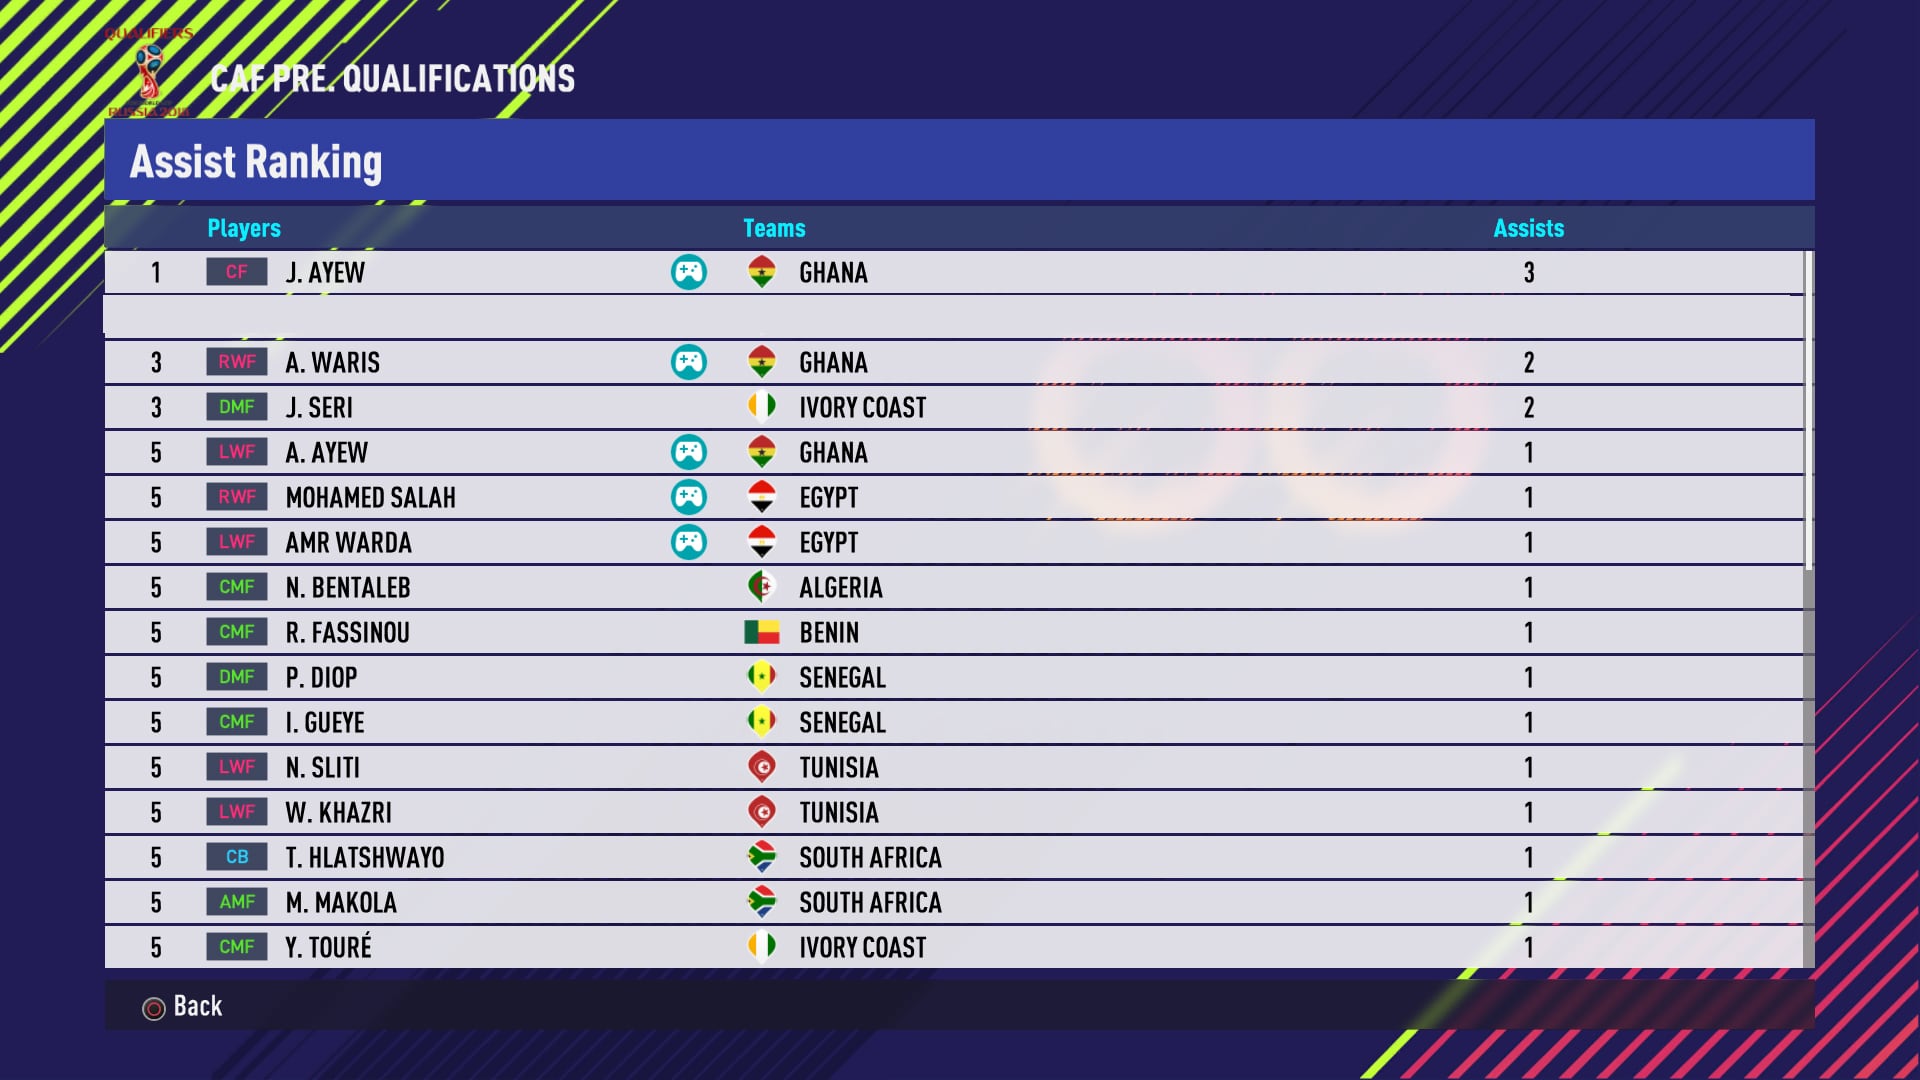 QUALIFIERS
RUSSIA 2018
CAF PRE. QUALIFICATIONS
Assist Ranking
Players Teams Assists
1 CF J. AYEW GHANA 3
3 RWF A. WARIS GHANA 2
3 DMF J. SERI IVORY COAST 2
5 LWF A. AYEW GHANA 1
5 RWF MOHAMED SALAH EGYPT 1
5 LWF AMR WARDA EGYPT 1
5 CMF N. BENTALEB ALGERIA 1
5 CMF R. FASSINOU BENIN 1
5 DMF P. DIOP SENEGAL 1
5 CMF I. GUEYE SENEGAL 1
5 LWF N. SLITI TUNISIA 1
5 LWF W. KHAZRI TUNISIA 1
5 CB T. HLATSHWAYO SOUTH AFRICA 1
5 AMF M. MAKOLA SOUTH AFRICA 1
5 CMF Y. TOURÉ IVORY COAST 1
Back